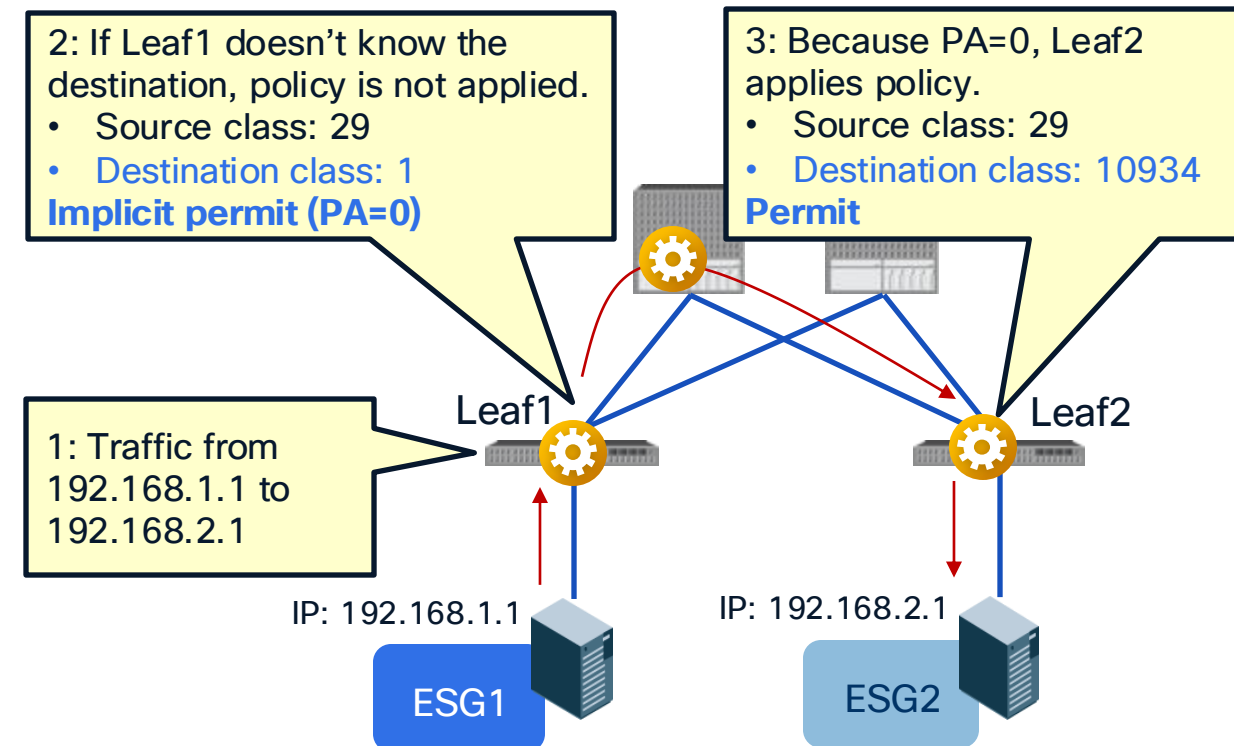 2: If Leaf1 doesn't know the
destination, policy is not applied.
• Source class: 29
• Destination class: 1
Implicit permit (PA=0)
3: Because PA=0, Leaf2
applies policy.
• Source class: 29
• Destination class: 10934
Permit
Leaf1
Leaf2
1: Traffic from
192.168.1.1 to
192.168.2.1
IP: 192.168.1.1
IP: 192.168.2.1
ESG1
ESG2